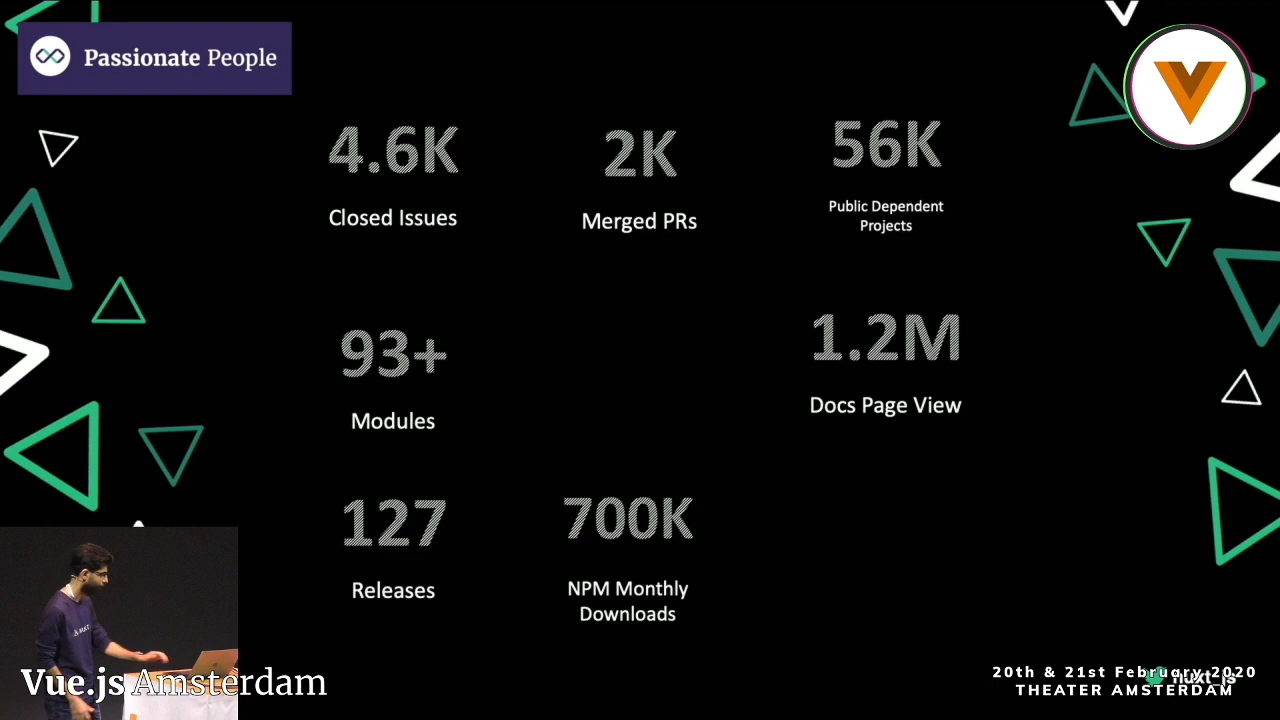 Passionate People
4.6K
2K
56K
Closed Issues
Merged PRs
Public Dependent
Projects
93+
1.2M
Modules
Docs Page View
127
700K
Releases
NPM Monthly
Downloads
Vue.js Amsterdam
20th & 21st February 2020
nuxt_js
THEATER AMSTERDAM